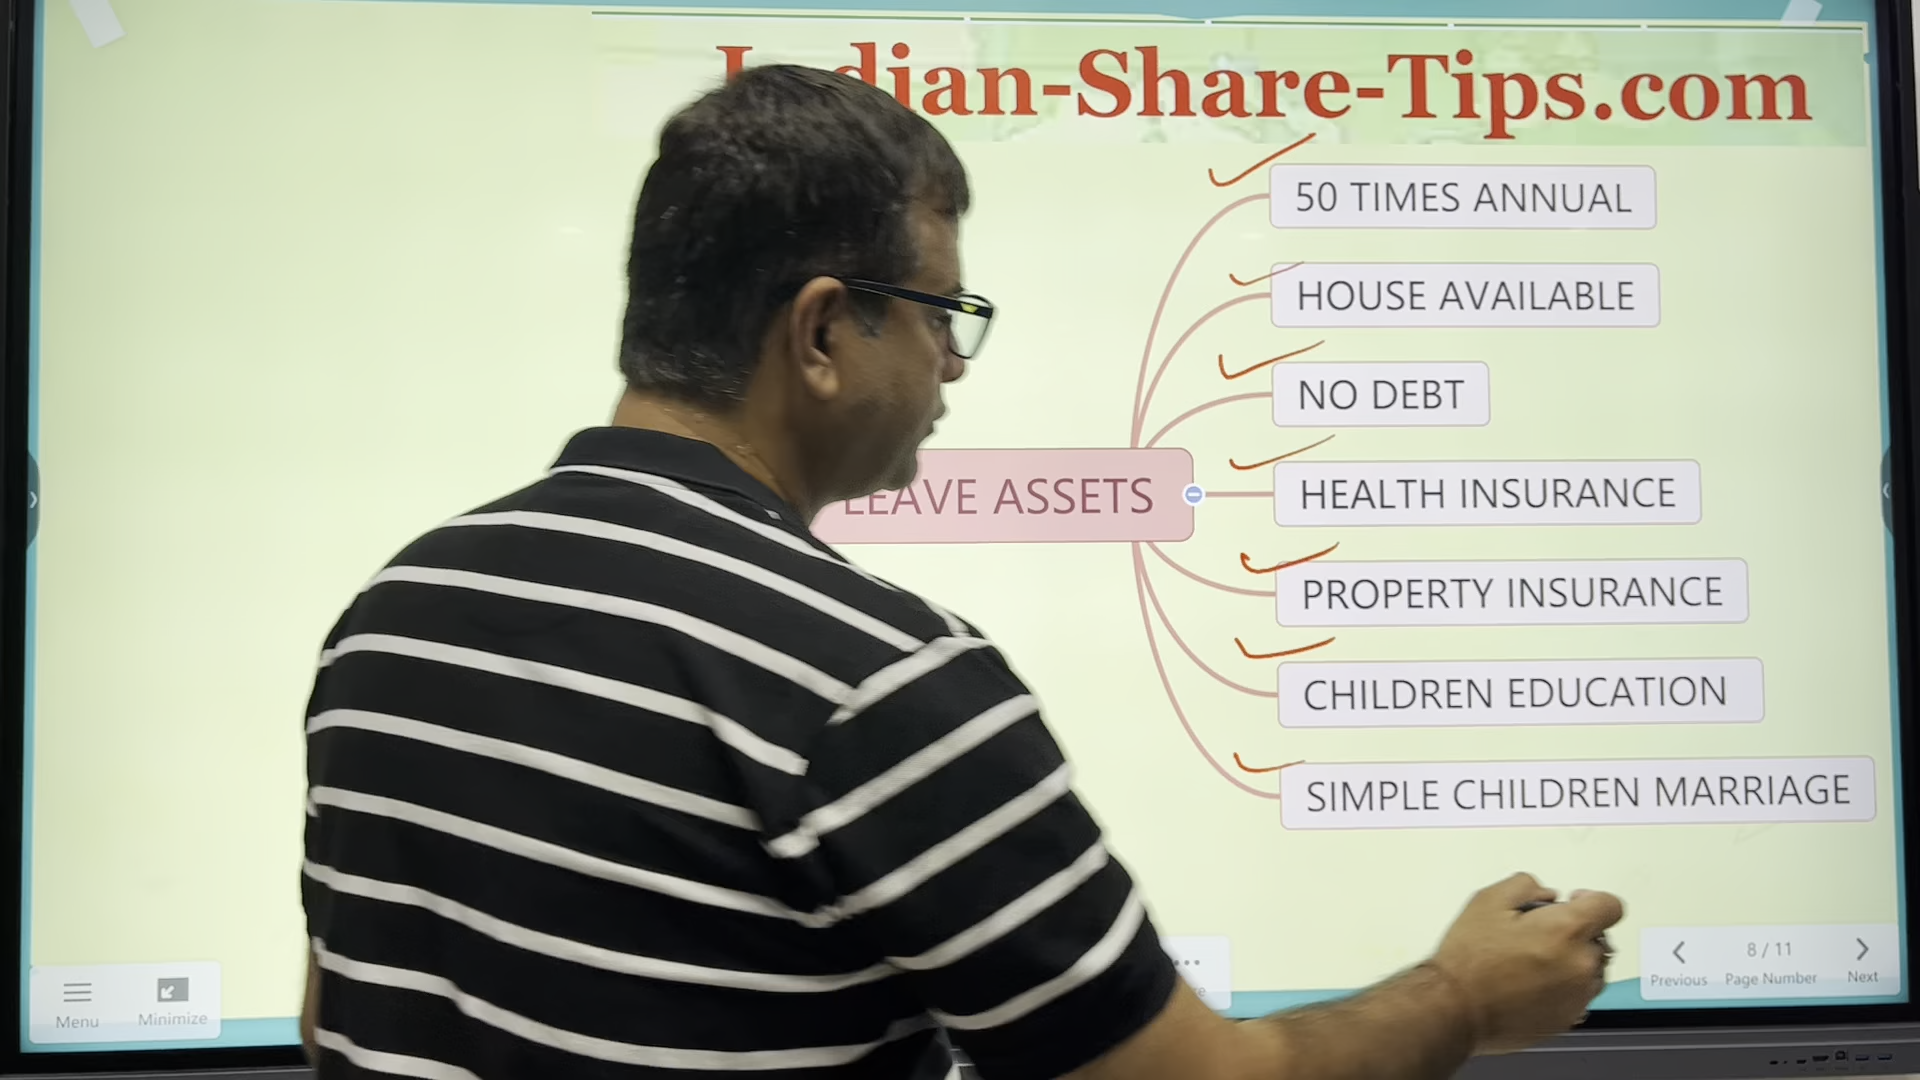 Indian-Share-Tips.com
50 TIMES ANNUAL
HOUSE AVAILABLE
NO DEBT
LEAVE ASSETS
HEALTH INSURANCE
PROPERTY INSURANCE
CHILDREN EDUCATION
SIMPLE CHILDREN MARRIAGE
Menu
Minimize
8 / 11
Previous
Page Number
Next